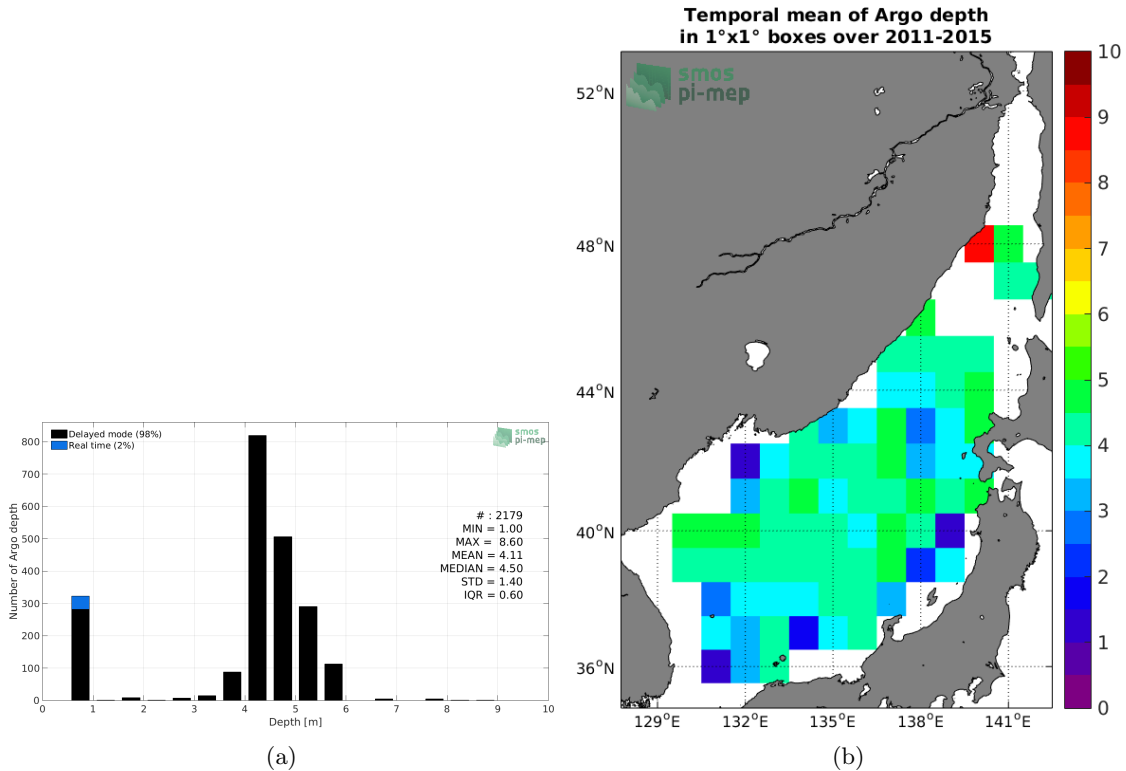 Temporal mean of Argo depth
in 1°x1° boxes over 2011-2015
smos
pi-mep
52°N
48°N
44°N
40°N
36°N
129°E
132°E
135°E
138°E
141°E
10
9
8
7
6
5
4
3
2
1
0
(b)
Delayed mode (98%)
Real time (2%)
smos
pi-mep
# : 2179
MIN = 1.00
MAX = 8.60
MEAN = 4.11
MEDIAN = 4.50
STD = 1.40
IQR = 0.60
Number of Argo depth
800
700
600
500
400
300
200
100
0
0
1
2
3
4
5
6
7
8
9
10
Depth [m]
(a)